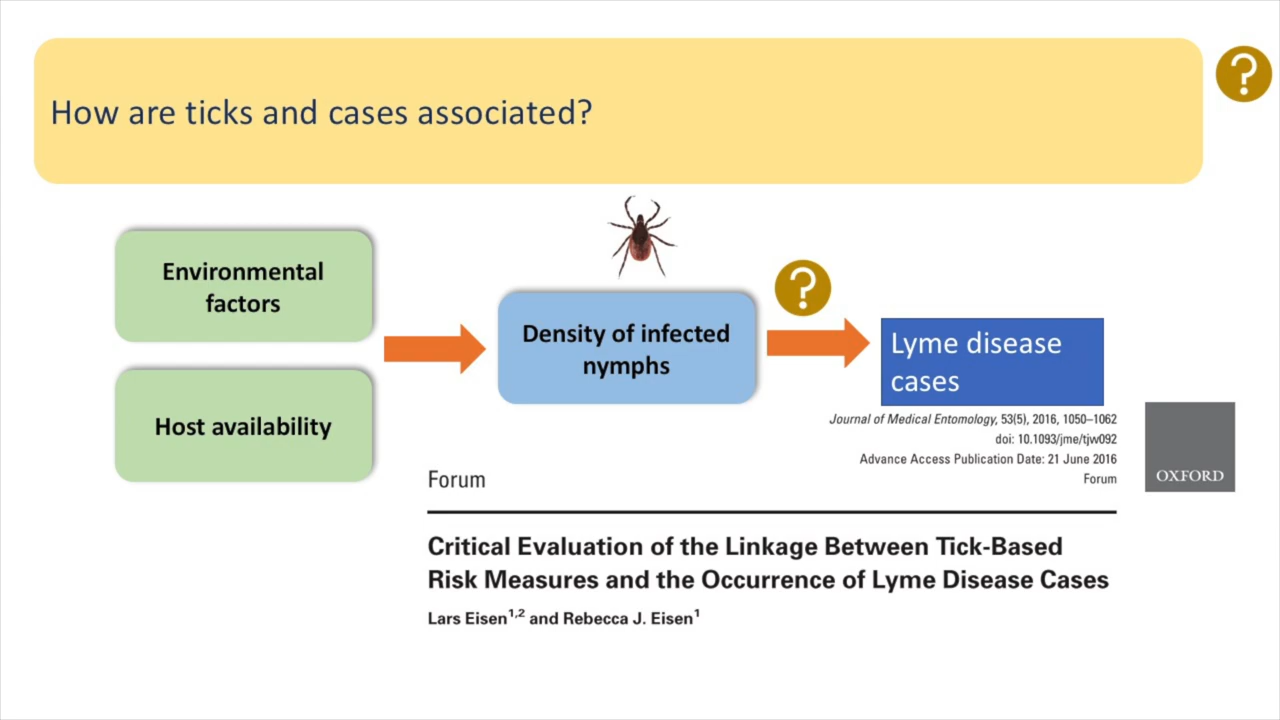 How are ticks and cases associated?
?
Environmental
factors
Host availability
Density of infected
nymphs
?
Lyme disease
cases
Journal of Medical Entomology, 53(5), 2016, 1050–1062
doi: 10.1093/jme/tjw092
Advance Access Publication Date: 21 June 2016
Forum
OXFORD
Forum
Critical Evaluation of the Linkage Between Tick-Based
Risk Measures and the Occurrence of Lyme Disease Cases
Lars Eisen1,2 and Rebecca J. Eisen1